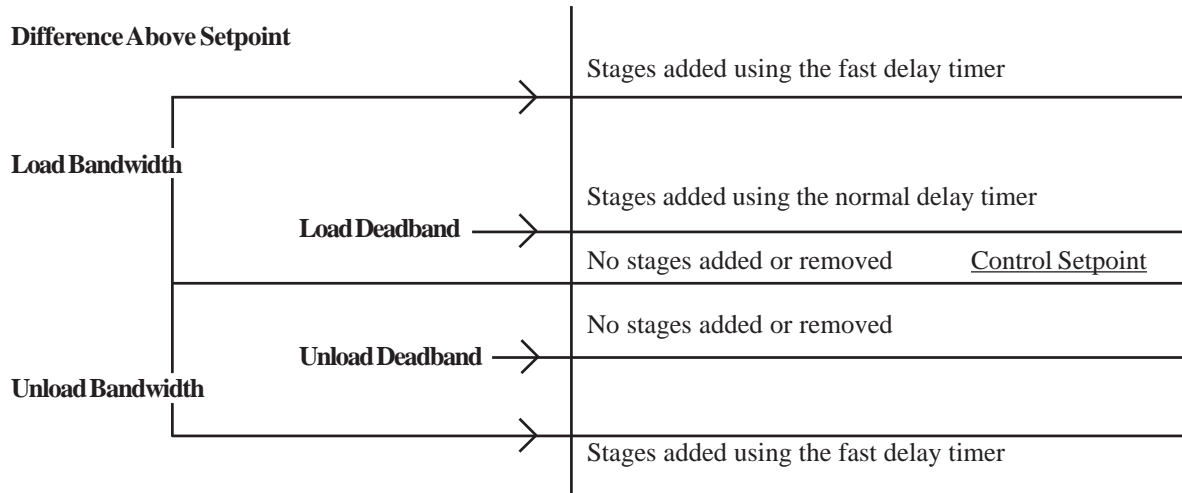 Difference Above Setpoint
Stages added using the fast delay timer
Load Bandwidth
Stages added using the normal delay timer
Load Deadband
No stages added or removed Control Setpoint
No stages added or removed
Unload Deadband
Unload Bandwidth
Stages added using the fast delay timer